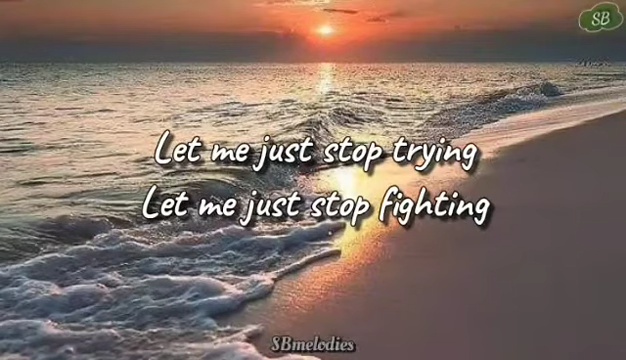 SB
Let me just stop trying
Let me just stop fighting
SBmelodies